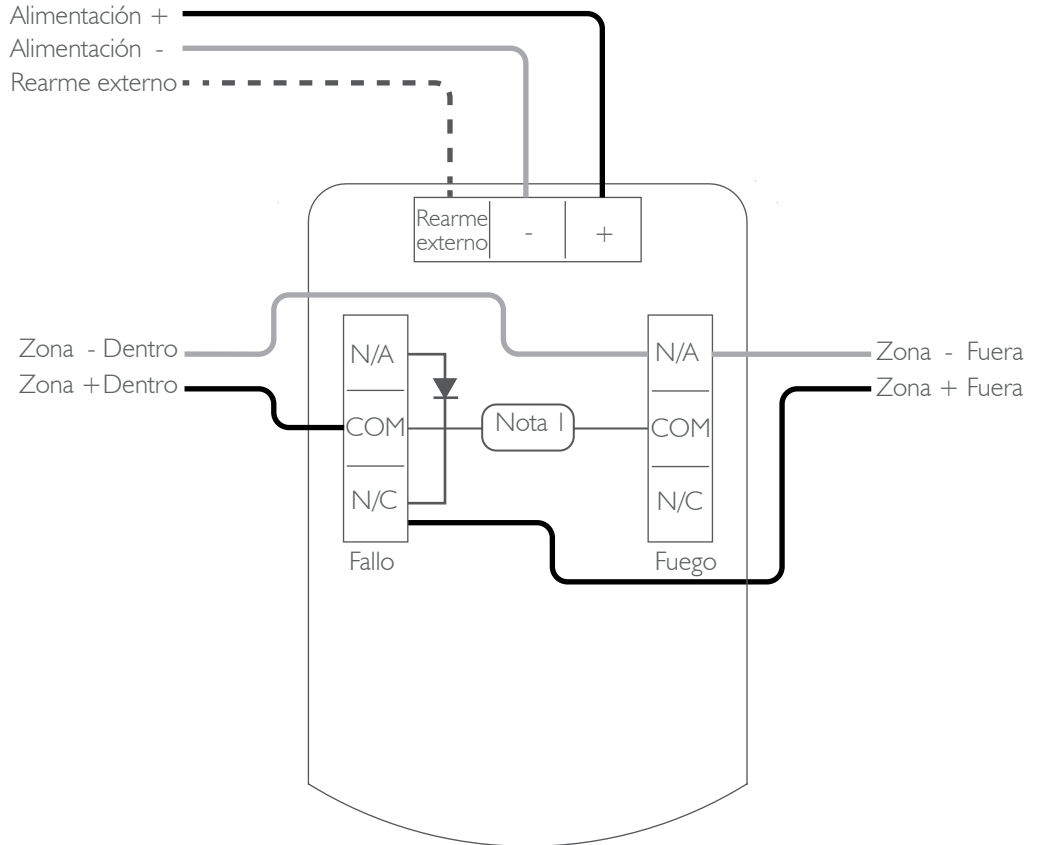 Alimentación +
Alimentación -
Rearme externo
Rearme
externo
-
+
Zona - Dentro
Zona + Dentro
N/A
COM
N/C
Fallo
Nota 1
N/A
COM
N/C
Fuego
Zona - Fuera
Zona + Fuera